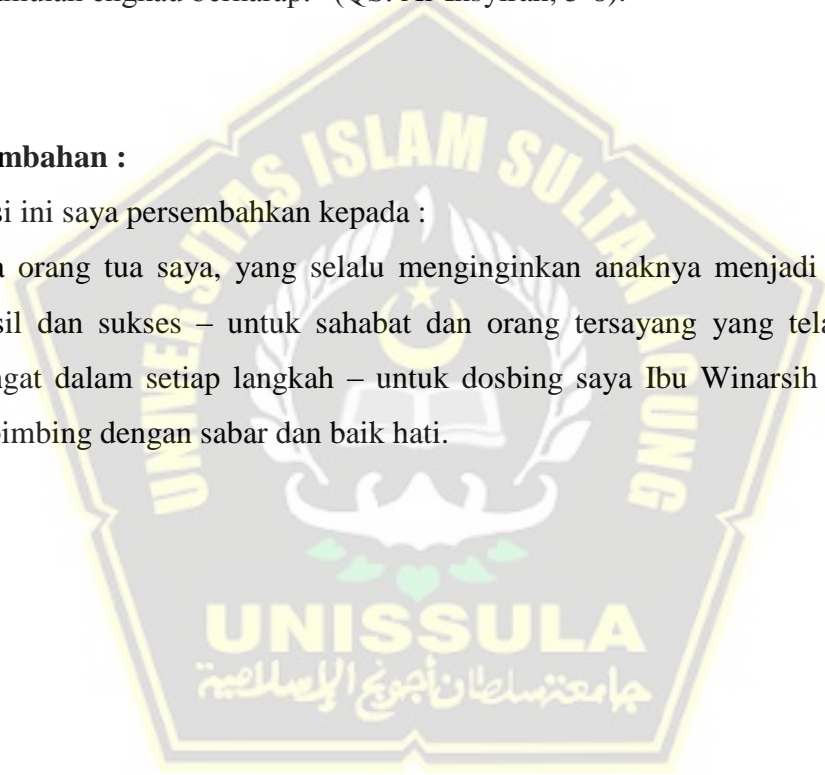 engkau berharap.” (QS. Al-Insyirah, 5-8).
mbahan :
si ini saya persembahkan kepada :
a orang tua saya, yang selalu menginginkan anaknya menjadi
sil dan sukses – untuk sahabat dan orang tersayang yang tela
ngat dalam setiap langkah – untuk dosbing saya Ibu Winarsih
bimbing dengan sabar dan baik hati.
UNIVERSITAS ISLAM SULTAN AGUNG
UNISSULA
جامعة سلطان أجونج الإسلامية